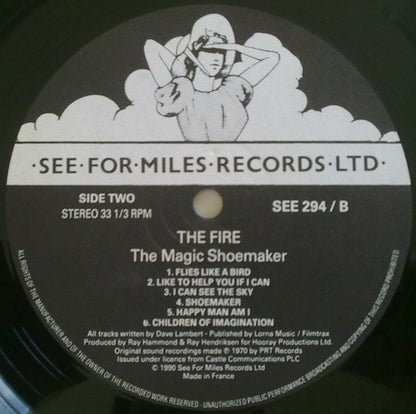 ·SEE·FOR·MILES·RECORDS·LTD·
SIDE TWO
STEREO 33 1/3 RPM
SEE 294 / B
THE FIRE
The Magic Shoemaker
1. FLIES LIKE A BIRD
2. LIKE TO HELP YOU IF I CAN
3. I CAN SEE THE SKY
4. SHOEMAKER
5. HAPPY MAN AM I
6. CHILDREN OF IMAGINATION
All tracks written by Dave Lambert - Published by Lorna Music / Filmtrax
Produced by Ray Hammond & Ray Hendriksen for Hooray Productions Ltd.
Original sound recordings made ℗ 1970 by PRT Records
Issued under licence from Castle Communications PLC
© 1990 See For Miles Records Ltd
Made in France
ALL RIGHTS OF THE MANUFACTURER AND OF THE OWNER OF THE RECORDED WORK RESERVED - UNAUTHORIZED PUBLIC PERFORMANCE BROADCASTING AND COPYING OF THIS RECORD PROHIBITED